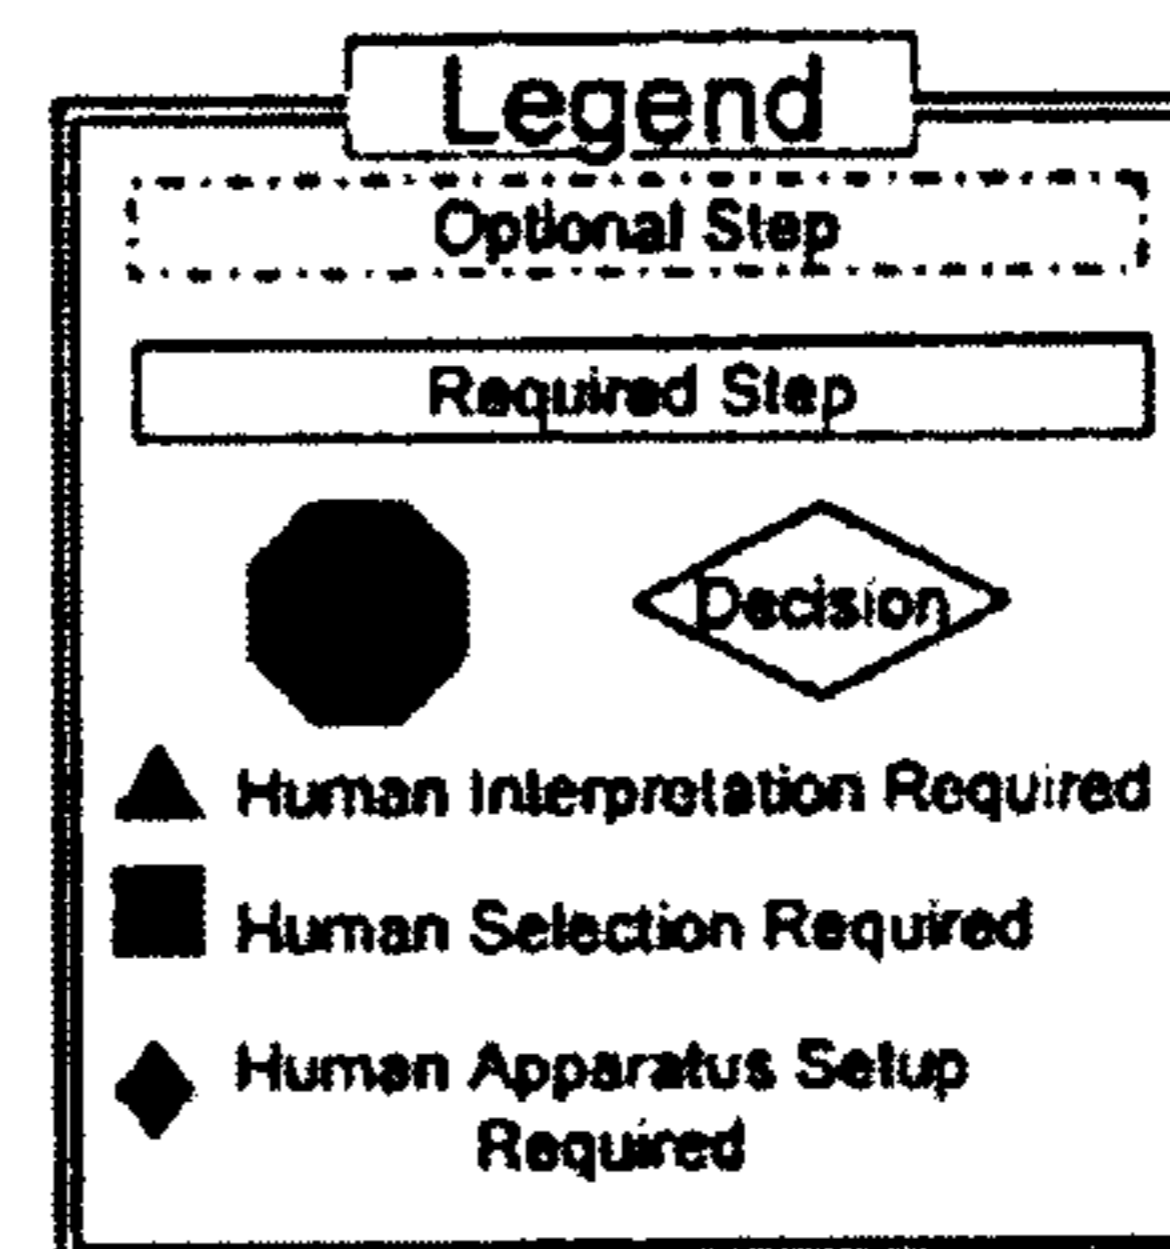 Legend
Optional Step
Required Step
Decision
Human Interpretation Required
Human Selection Required
Human Apparatus Setup
Required